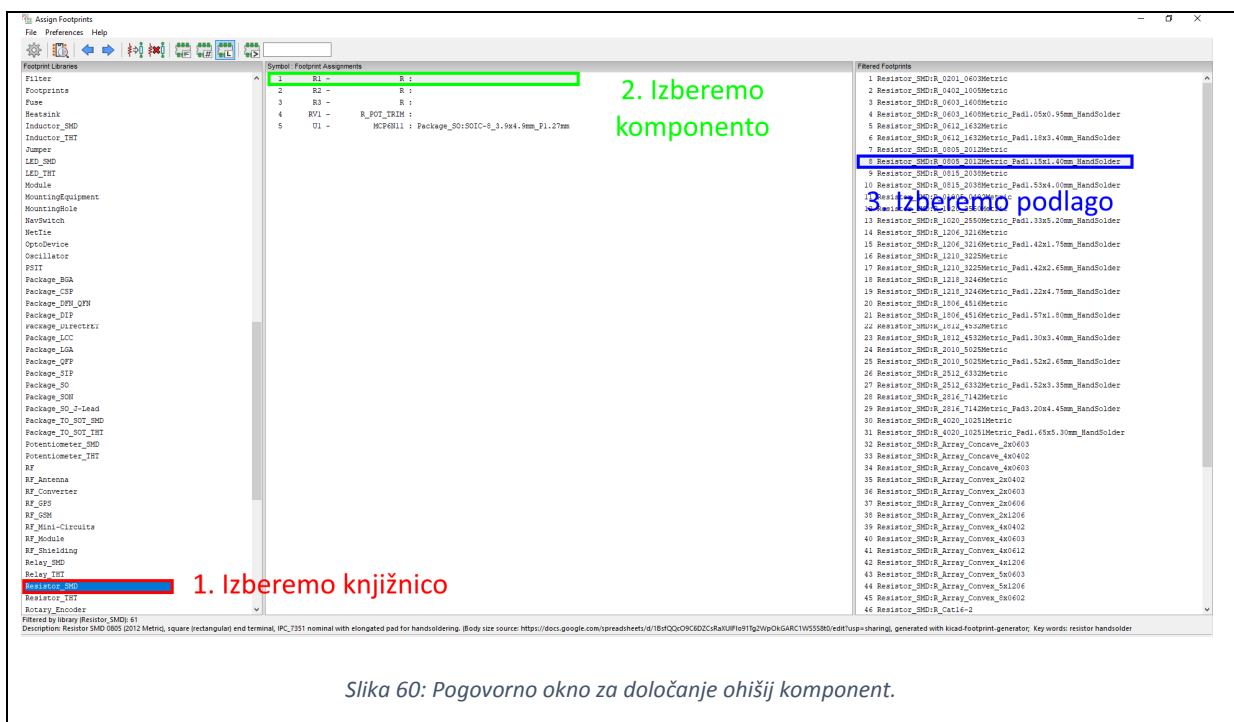 Assign Footprints
File Preferences Help
Footprint Libraries
Filter
Footprints
Fuse
Heatsink
Inductor_SMD
Inductor_THT
Jumper
LED_SMD
LED_THT
Module
MountingEquipment
MountingHole
NavSwitch
NetTie
OptoDevice
Oscillator
PSIT
Package_BGA
Package_CSP
Package_DFN_QFN
Package_DIP
Package_DirectFET
Package_LCC
Package_LGA
Package_QFP
Package_SIP
Package_SO
Package_SON
Package_SO_J-Lead
Package_TO_SOT_SMD
Package_TO_SOT_THT
Potentiometer_SMD
Potentiometer_THT
RF
RF_Antenna
RF_Converter
RF_GPS
RF_GSM
RF_Mini-Circuits
RF_Module
RF_Shielding
Relay_SMD
Relay_THT
Resistor_SMD
Resistor_THT
Rotary_Encoder
1. Izberemo knjižnico
Symbol : Footprint Assignments
1 R1 - R :
2 R2 - R :
3 R3 - R :
4 RV1 - R_POT_TRIM :
5 U1 - MCP6N11 : Package_SO:SOIC-8_3.9x4.9mm_P1.27mm
2. Izberemo
komponento
Filtered Footprints
1 Resistor_SMD:R_0201_0603Metric
2 Resistor_SMD:R_0402_1005Metric
3 Resistor_SMD:R_0603_1608Metric
4 Resistor_SMD:R_0603_1608Metric_Pad1.05x0.95mm_HandSolder
5 Resistor_SMD:R_0612_1632Metric
6 Resistor_SMD:R_0612_1632Metric_Pad1.18x3.40mm_HandSolder
7 Resistor_SMD:R_0805_2012Metric
8 Resistor_SMD:R_0805_2012Metric_Pad1.15x1.40mm_HandSolder
9 Resistor_SMD:R_0815_2038Metric
10 Resistor_SMD:R_0815_2038Metric_Pad1.53x4.00mm_HandSolder
3. Izberemo podlago
13 Resistor_SMD:R_1020_2550Metric_Pad1.33x5.20mm_HandSolder
14 Resistor_SMD:R_1206_3216Metric
15 Resistor_SMD:R_1206_3216Metric_Pad1.42x1.75mm_HandSolder
16 Resistor_SMD:R_1210_3225Metric
17 Resistor_SMD:R_1210_3225Metric_Pad1.42x2.65mm_HandSolder
18 Resistor_SMD:R_1218_3246Metric
19 Resistor_SMD:R_1218_3246Metric_Pad1.22x4.75mm_HandSolder
20 Resistor_SMD:R_1806_4516Metric
21 Resistor_SMD:R_1806_4516Metric_Pad1.57x1.80mm_HandSolder
22 Resistor_SMD:R_1812_4532Metric
23 Resistor_SMD:R_1812_4532Metric_Pad1.30x3.40mm_HandSolder
24 Resistor_SMD:R_2010_5025Metric
25 Resistor_SMD:R_2010_5025Metric_Pad1.52x2.65mm_HandSolder
26 Resistor_SMD:R_2512_6332Metric
27 Resistor_SMD:R_2512_6332Metric_Pad1.52x3.35mm_HandSolder
28 Resistor_SMD:R_2816_7142Metric
29 Resistor_SMD:R_2816_7142Metric_Pad3.20x4.45mm_HandSolder
30 Resistor_SMD:R_4020_10251Metric
31 Resistor_SMD:R_4020_10251Metric_Pad1.65x5.30mm_HandSolder
32 Resistor_SMD:R_Array_Concave_2x0603
33 Resistor_SMD:R_Array_Concave_4x0402
34 Resistor_SMD:R_Array_Concave_4x0603
35 Resistor_SMD:R_Array_Convex_2x0402
36 Resistor_SMD:R_Array_Convex_2x0603
37 Resistor_SMD:R_Array_Convex_2x0606
38 Resistor_SMD:R_Array_Convex_2x1206
39 Resistor_SMD:R_Array_Convex_4x0402
40 Resistor_SMD:R_Array_Convex_4x0603
41 Resistor_SMD:R_Array_Convex_4x0612
42 Resistor_SMD:R_Array_Convex_4x1206
43 Resistor_SMD:R_Array_Convex_5x0603
44 Resistor_SMD:R_Array_Convex_5x1206
45 Resistor_SMD:R_Array_Convex_8x0602
46 Resistor_SMD:R_Cat16-2
Filtered by library (Resistor_SMD): 61
Description: Resistor SMD 0805 (2012 Metric), square (rectangular) end terminal, IPC_7351 nominal with elongated pad for handsoldering. (Body size source: generated with kicad-footprint-generator; Key words: resistor handsolder
Slika 60: Pogovorno okno za določanje ohišij komponent.